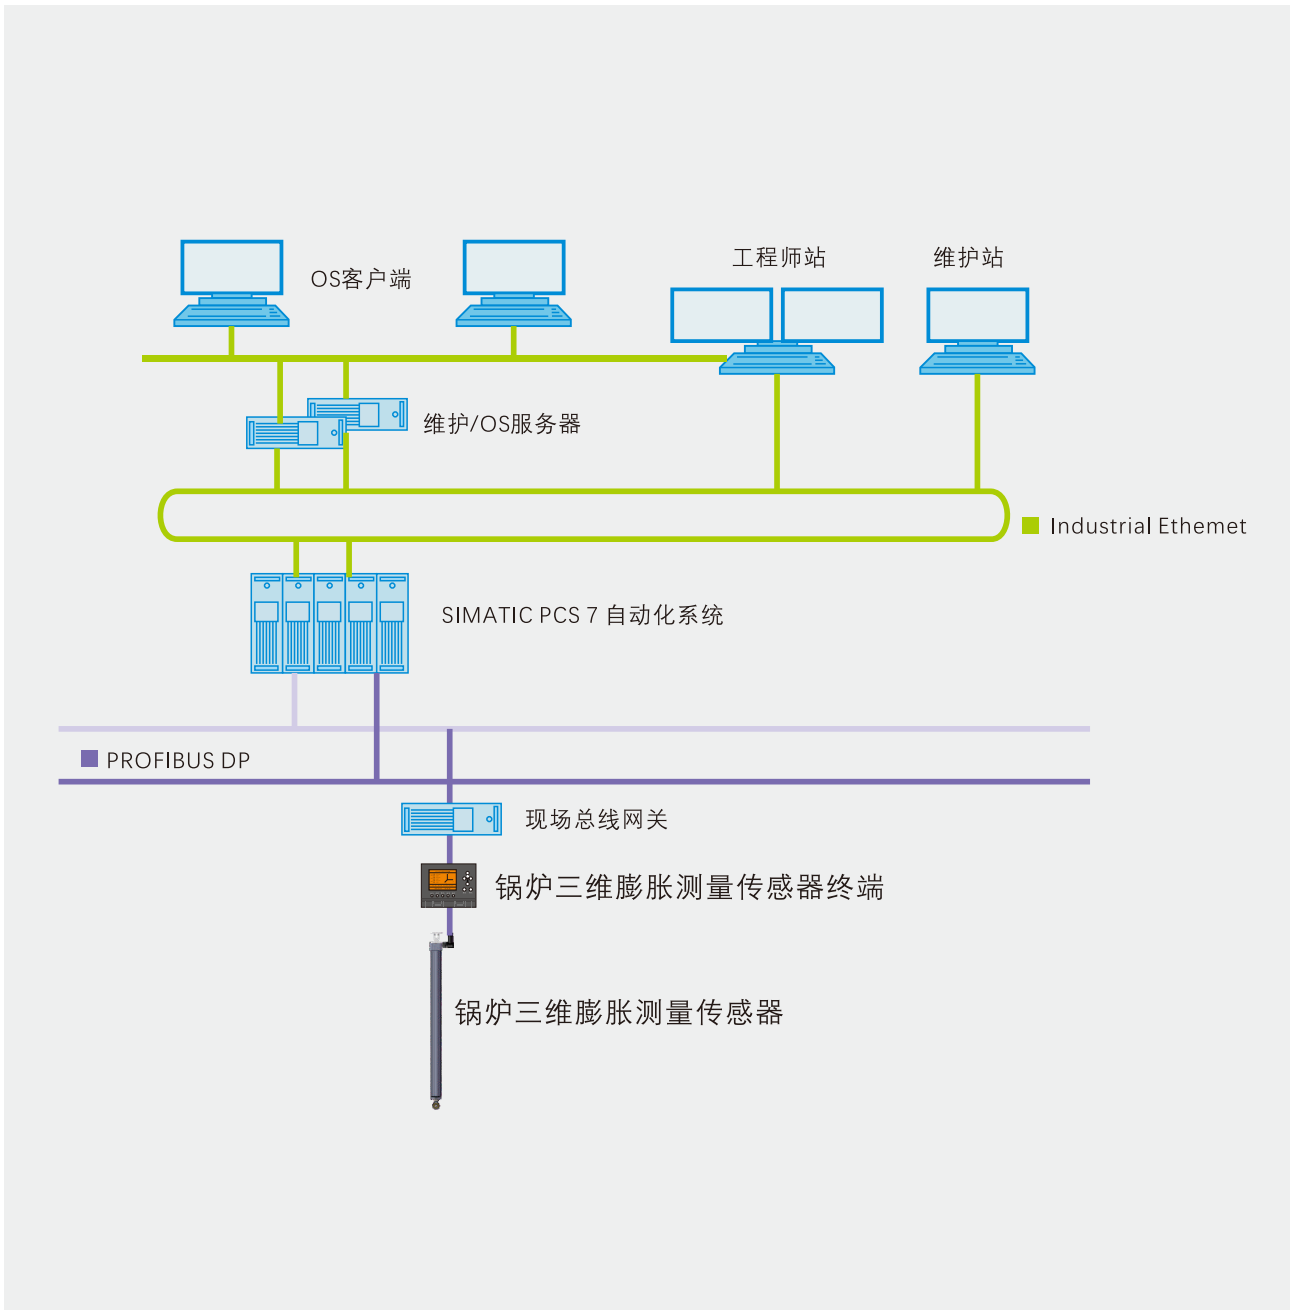 工程师站
维护站
OS客户端
维护/OS服务器
Industrial Ethemet
SIMATIC PCS 7 自动化系统
PROFIBUS DP
现场总线网关
锅炉三维膨胀测量传感器终端
锅炉三维膨胀测量传感器